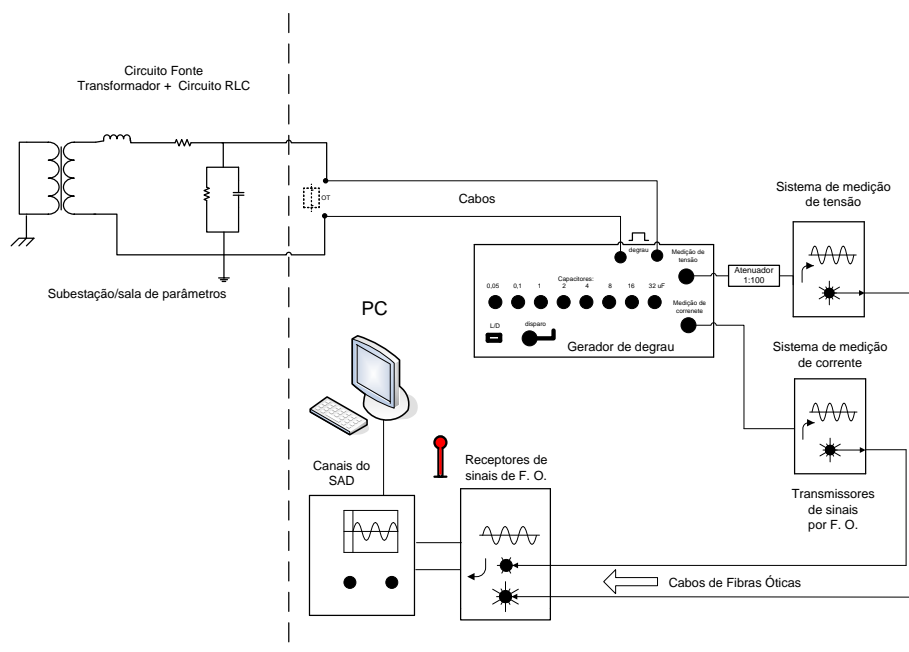 Circuito Fonte
Transformador + Circuito RLC
OT
Cabos
Subestação/sala de parâmetros
degrau
Medição de
tensão
Capacitores:
0,05 0,1 1 2 4 8 16 32 uF
Medição de
correnete
L/D
disparo
Gerador de degrau
Atenuador
1:100
Sistema de medição
de tensão
Sistema de medição
de corrente
Transmissores
de sinais
por F. O.
PC
Canais do
SAD
Receptores de
sinais de F. O.
Cabos de Fibras Óticas